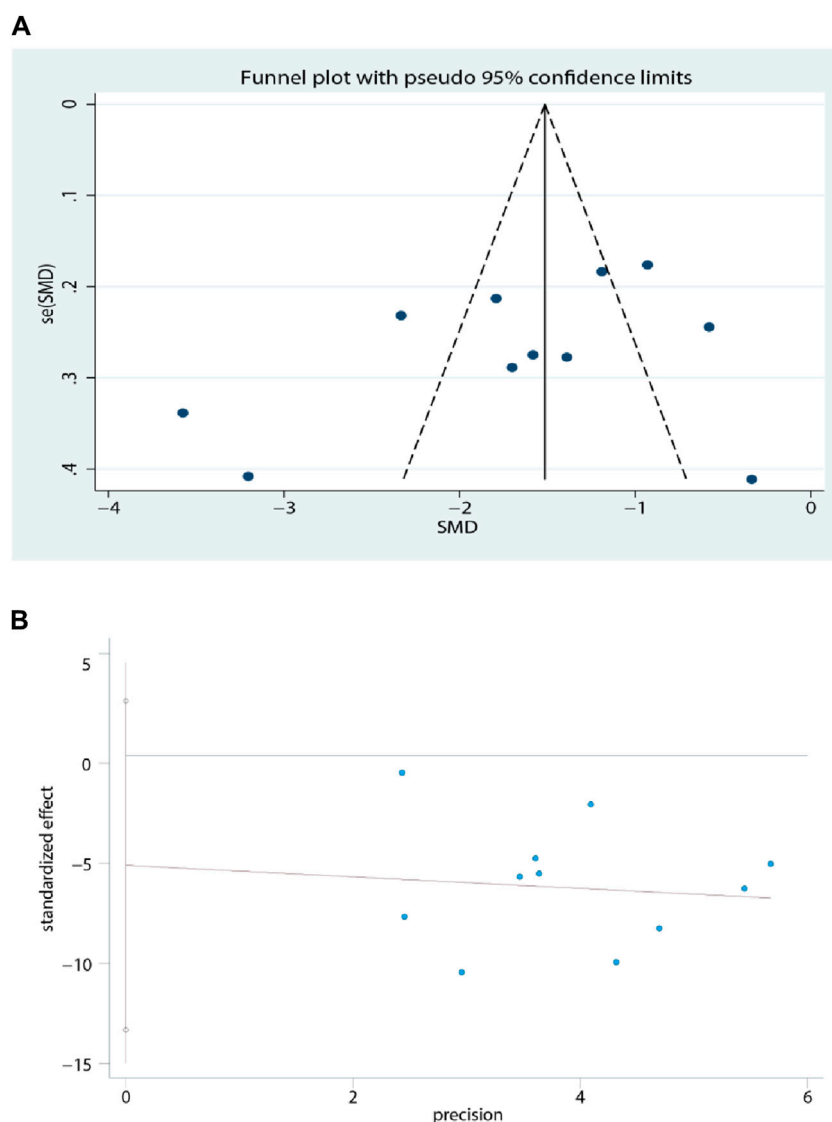 A
Funnel plot with pseudo 95% confidence limits
0
.1
.2
.3
.4
se(SMD)
−4
−3
−2
−1
0
SMD
B
5
0
−5
−10
−15
standardized effect
0
2
4
6
precision